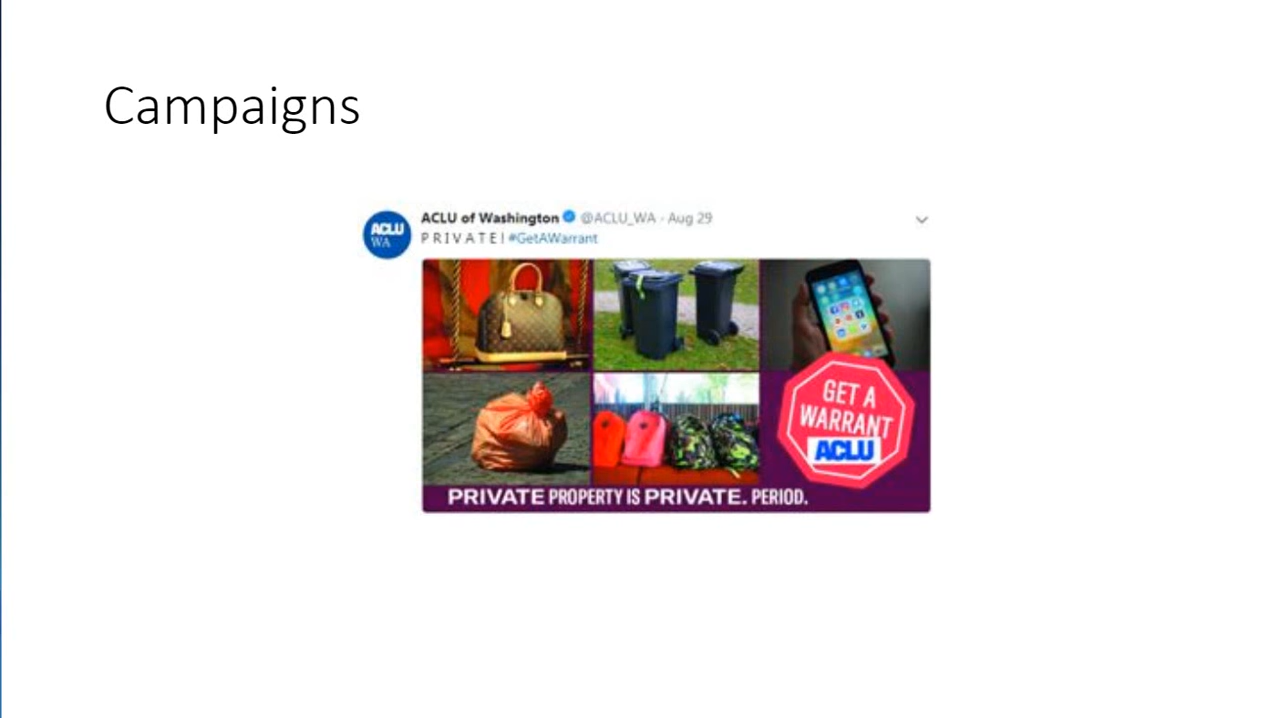 Campaigns
ACLU of Washington @ACLU_WA - Aug 29
P R I V A T E ! #GetAWarrant
ACLU
WA
GET A
WARRANT
ACLU
PRIVATE PROPERTY IS PRIVATE. PERIOD.